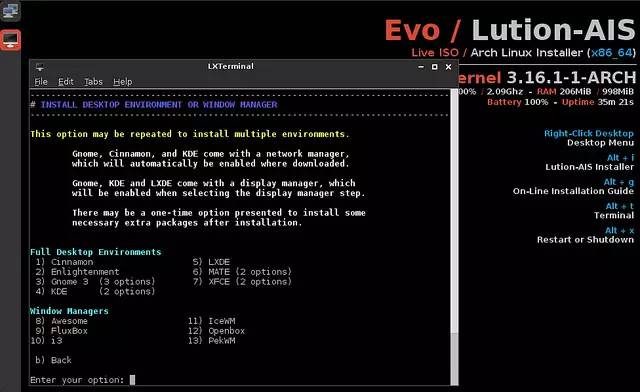 Evo / Lution-AIS
Live ISO / Arch Linux Installer (x86_64)
ernel 3.16.1-1-ARCH
00% / 2.09Ghz - RAM 206MiB / 998MiB
Battery 100% - Uptime 35m 21s
Right-Click Desktop
Desktop Menu
Alt + i
Lution-AIS Installer
Alt + g
On-Line Installation Guide
Alt + t
Terminal
Alt + x
Restart or Shutdown
LXTerminal
File Edit Tabs Help
# INSTALL DESKTOP ENVIRONMENT OR WINDOW MANAGER
This option may be repeated to install multiple environments.
Gnome, Cinnamon, and KDE come with a network manager,
which will automatically be enabled where downloaded.
Gnome, KDE and LXDE come with a display manager, which
will be enabled when selecting the display manager step.
There may be a one-time option presented to install some
necessary extra packages after installation.
Full Desktop Environments
1) Cinnamon 5) LXDE
2) Enlightenment 6) MATE (2 options)
3) Gnome 3 (3 options) 7) XFCE (2 options)
4) KDE (2 options)
Window Managers
8) Awesome 11) IceWM
9) FluxBox 12) Openbox
10) i3 13) PekWM
b) Back
Enter your option: